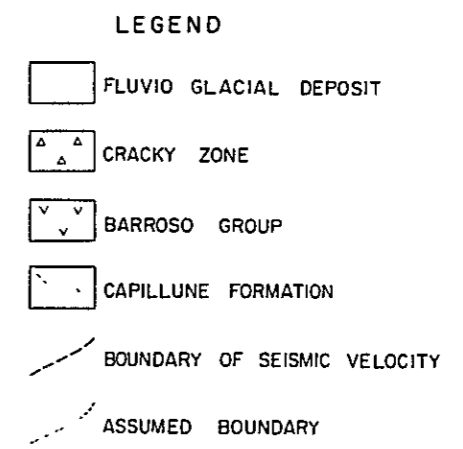 LEGEND
FLUVIO GLACIAL DEPOSIT
CRACKY ZONE
BARROSO GROUP
CAPILLUNE FORMATION
BOUNDARY OF SEISMIC VELOCITY
ASSUMED BOUNDARY